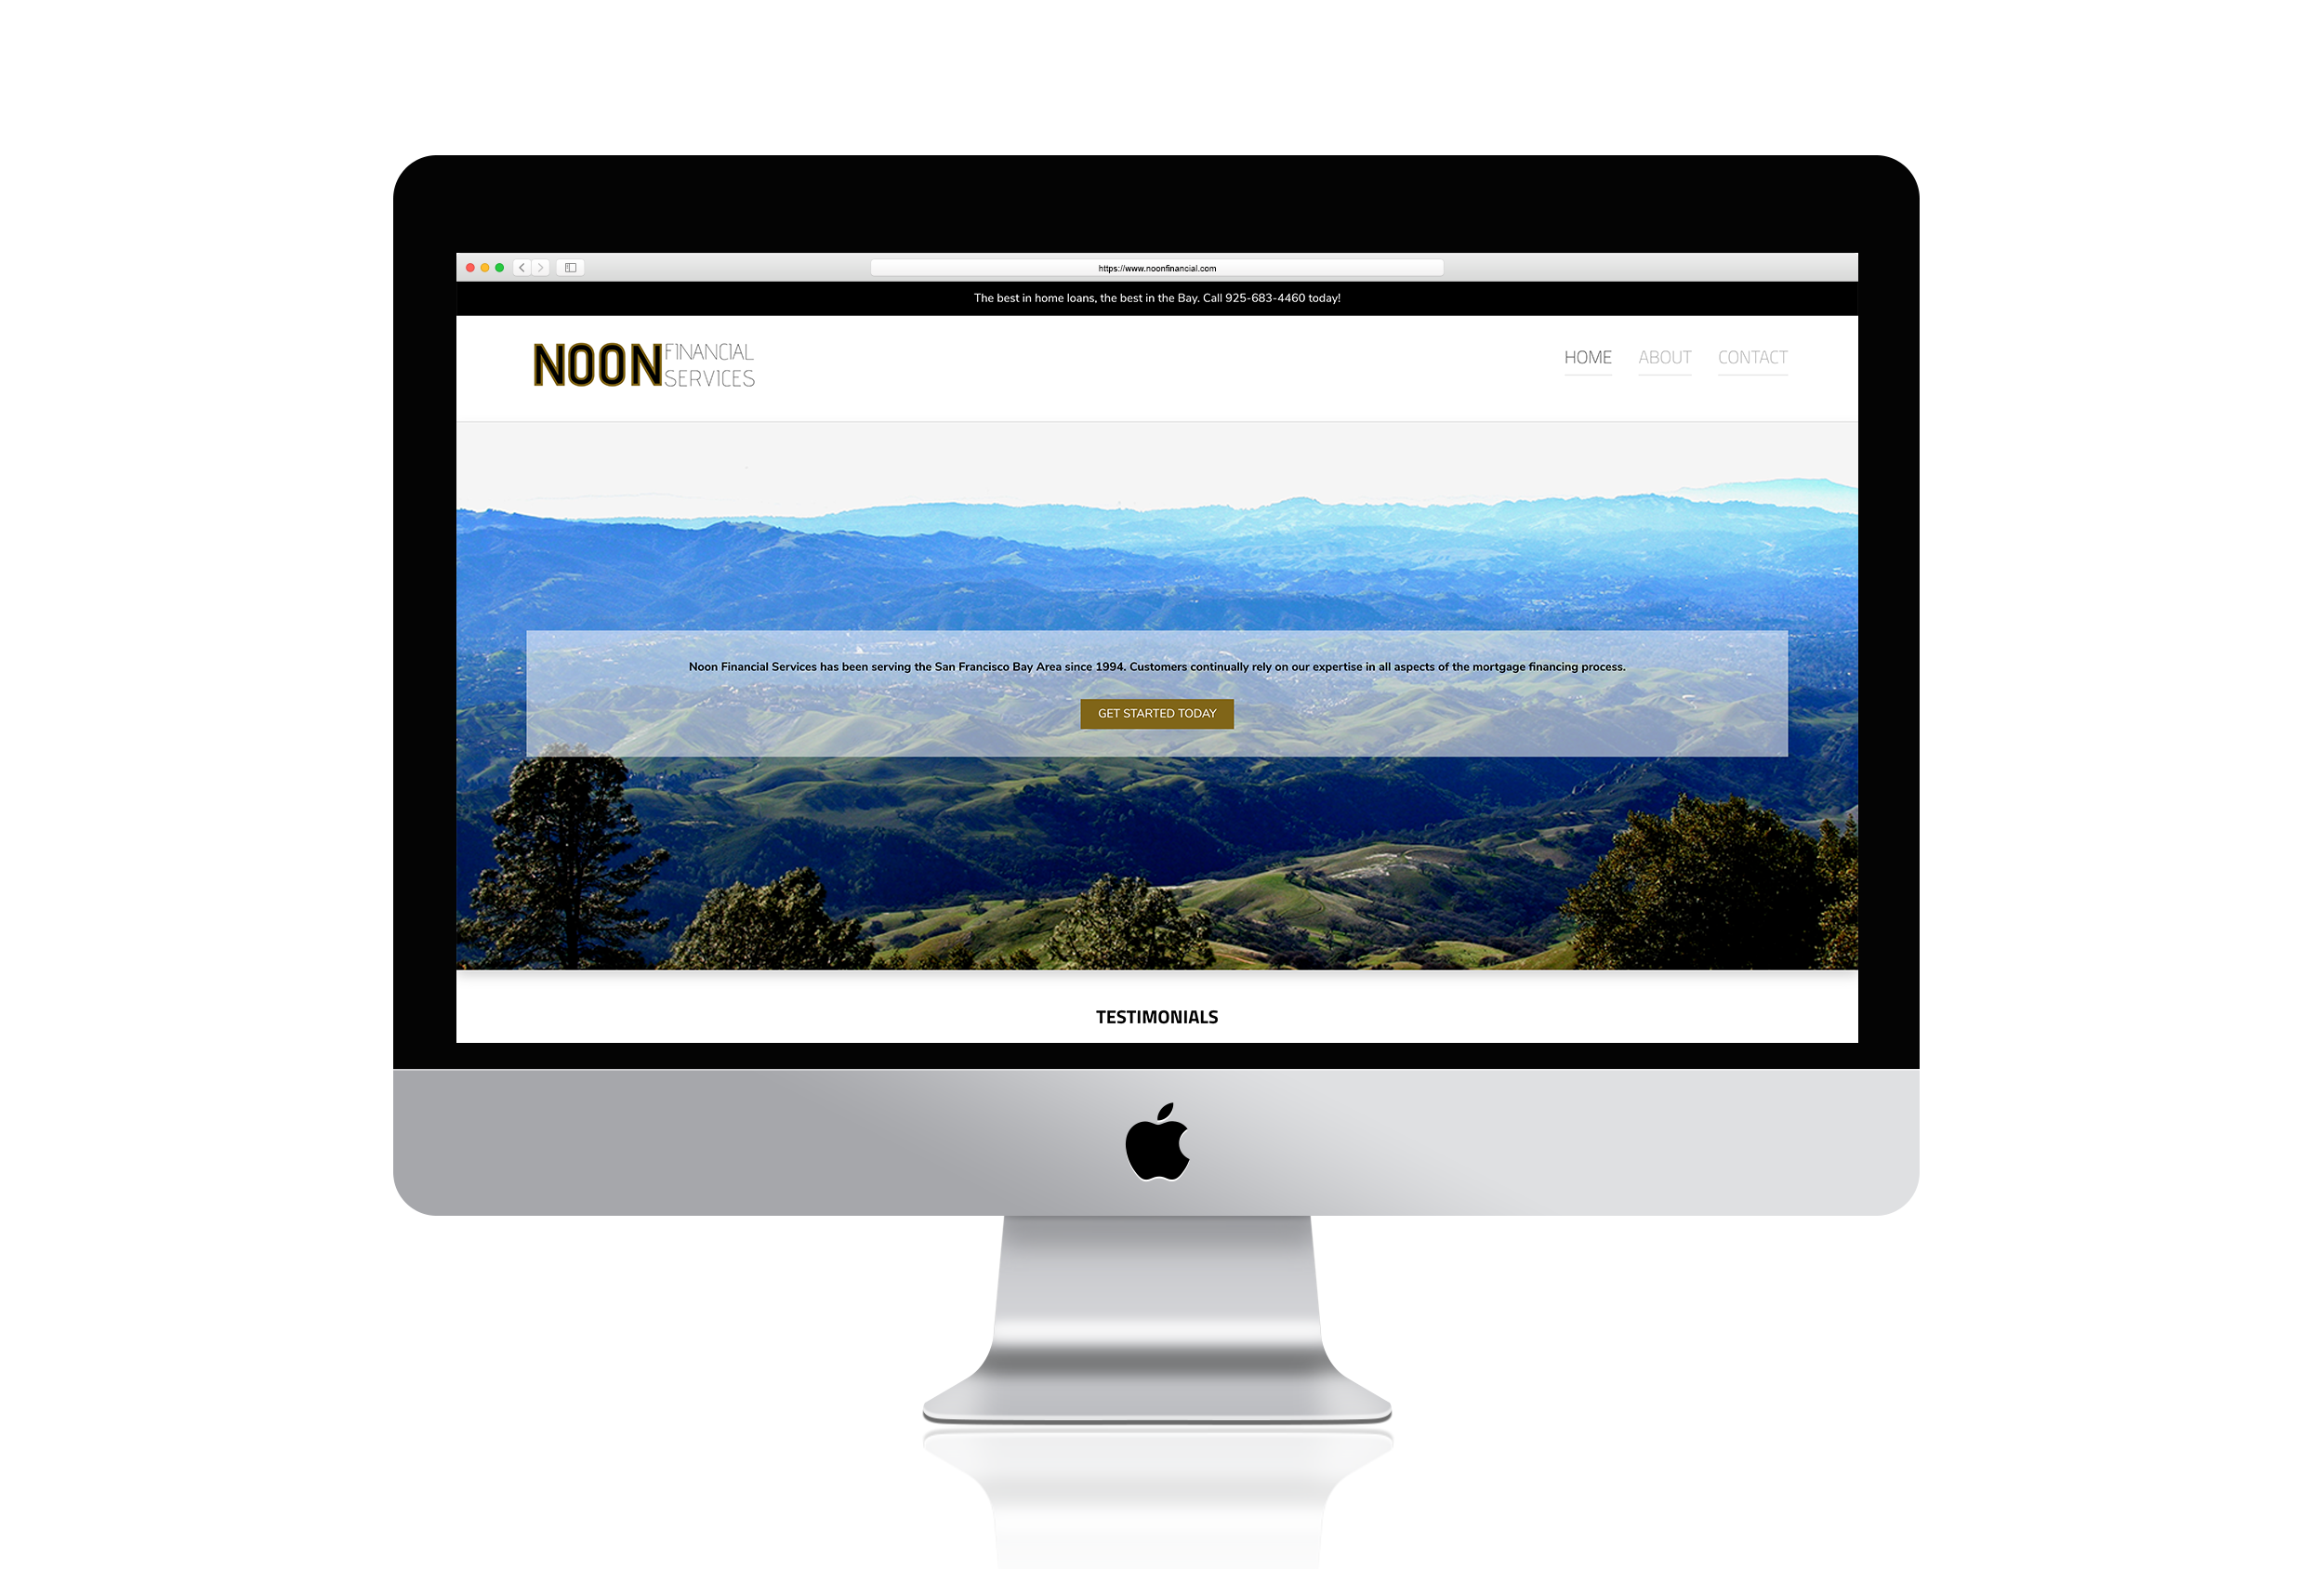 https://www.noonfinancial.com
The best in home loans, the best in the Bay. Call 925-683-4460 today!
NOON FINANCIAL
SERVICES
HOME ABOUT CONTACT
Noon Financial Services has been serving the San Francisco Bay Area since 1994. Customers continually rely on our expertise in all aspects of the mortgage financing process.
GET STARTED TODAY
TESTIMONIALS